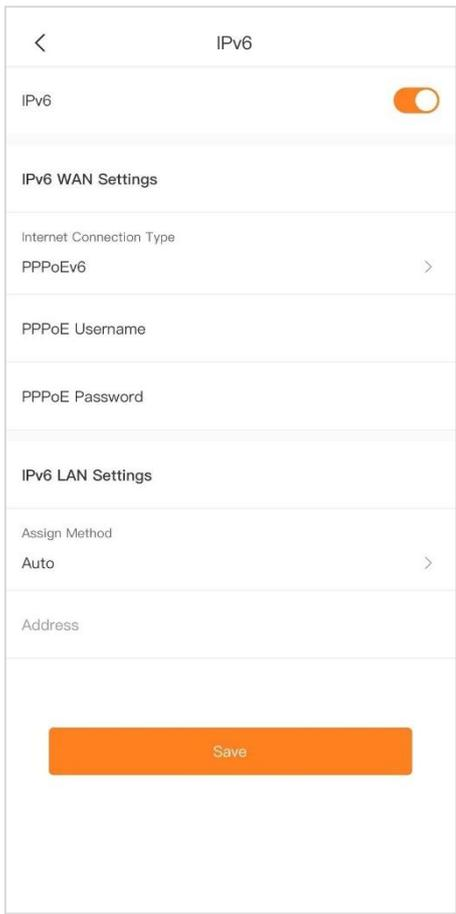 IPv6
IPv6
IPv6 WAN Settings
Internet Connection Type
PPPoEv6
PPPoE Username
PPPoE Password
IPv6 LAN Settings
Assign Method
Auto
Address
Save